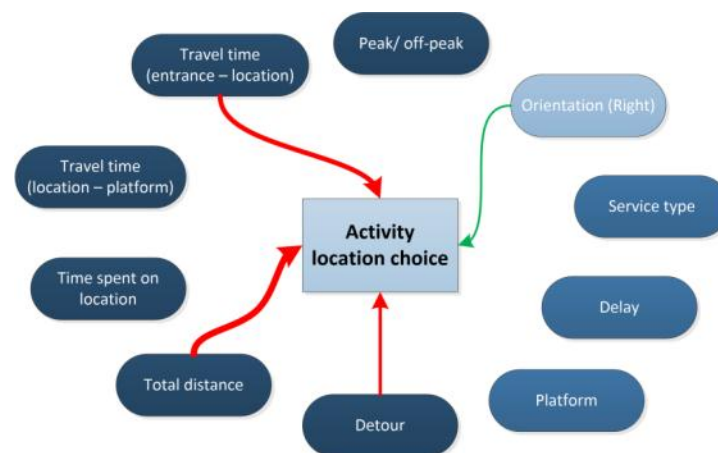 Peak/ off-peak
Travel time
(entrance – location)
Orientation (Right)
Travel time
(location – platform)
Service type
Activity
location choice
Time spent on
location
Delay
Total distance
Platform
Detour